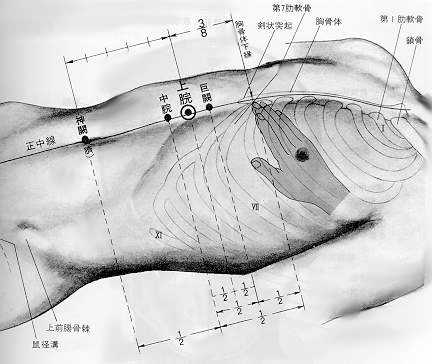 3/8
胸骨体下縁
第7肋軟骨
剣状突起
胸骨体
第1肋軟骨
鎖骨
上脘
中脘
巨闕
神闕
(臍)
正中線
VII
XI
上前腸骨棘
鼠径溝
1/2 1/2
1/2 1/2
1/2 1/2